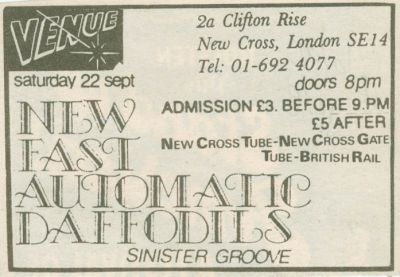 VENUE
2a Clifton Rise
New Cross, London SE14
Tel: 01-692 4077
saturday 22 sept
doors 8pm
ADMISSION £3. BEFORE 9.PM
£5 AFTER
NEW CROSS TUBE-NEW CROSS GATE
TUBE-BRITISH RAIL
NEW
FAST
AUTOMATIC
DAFFODILS
SINISTER GROOVE